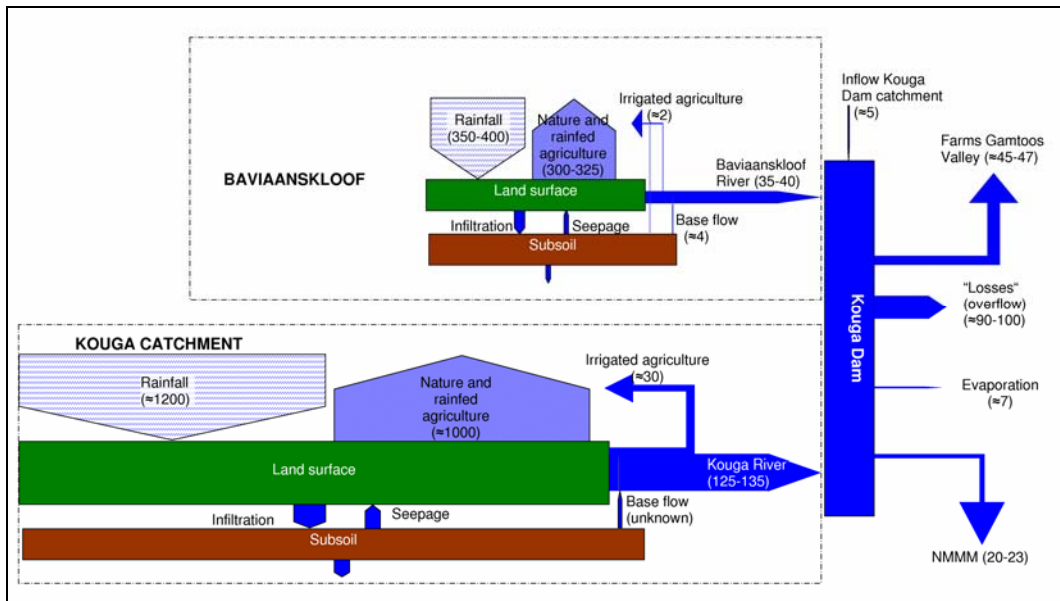 BAVIAANSKLOOF
Rainfall
(350-400)
Nature and
rainfed
agriculture
(300-325)
Irrigated agriculture
(≈2)
Land surface
Baviaanskloof
River (35-40)
Infiltration
Seepage
Base flow
(≈4)
Subsoil
KOUGA CATCHMENT
Rainfall
(≈1200)
Nature and
rainfed
agriculture
(≈1000)
Irrigated agriculture
(≈30)
Land surface
Kouga River
(125-135)
Infiltration
Seepage
Base flow
(unknown)
Subsoil
Inflow Kouga
Dam catchment
(≈5)
Kouga Dam
Farms Gamtoos
Valley (≈45-47)
"Losses"
(overflow)
(≈90-100)
Evaporation
(≈7)
NMMM (20-23)